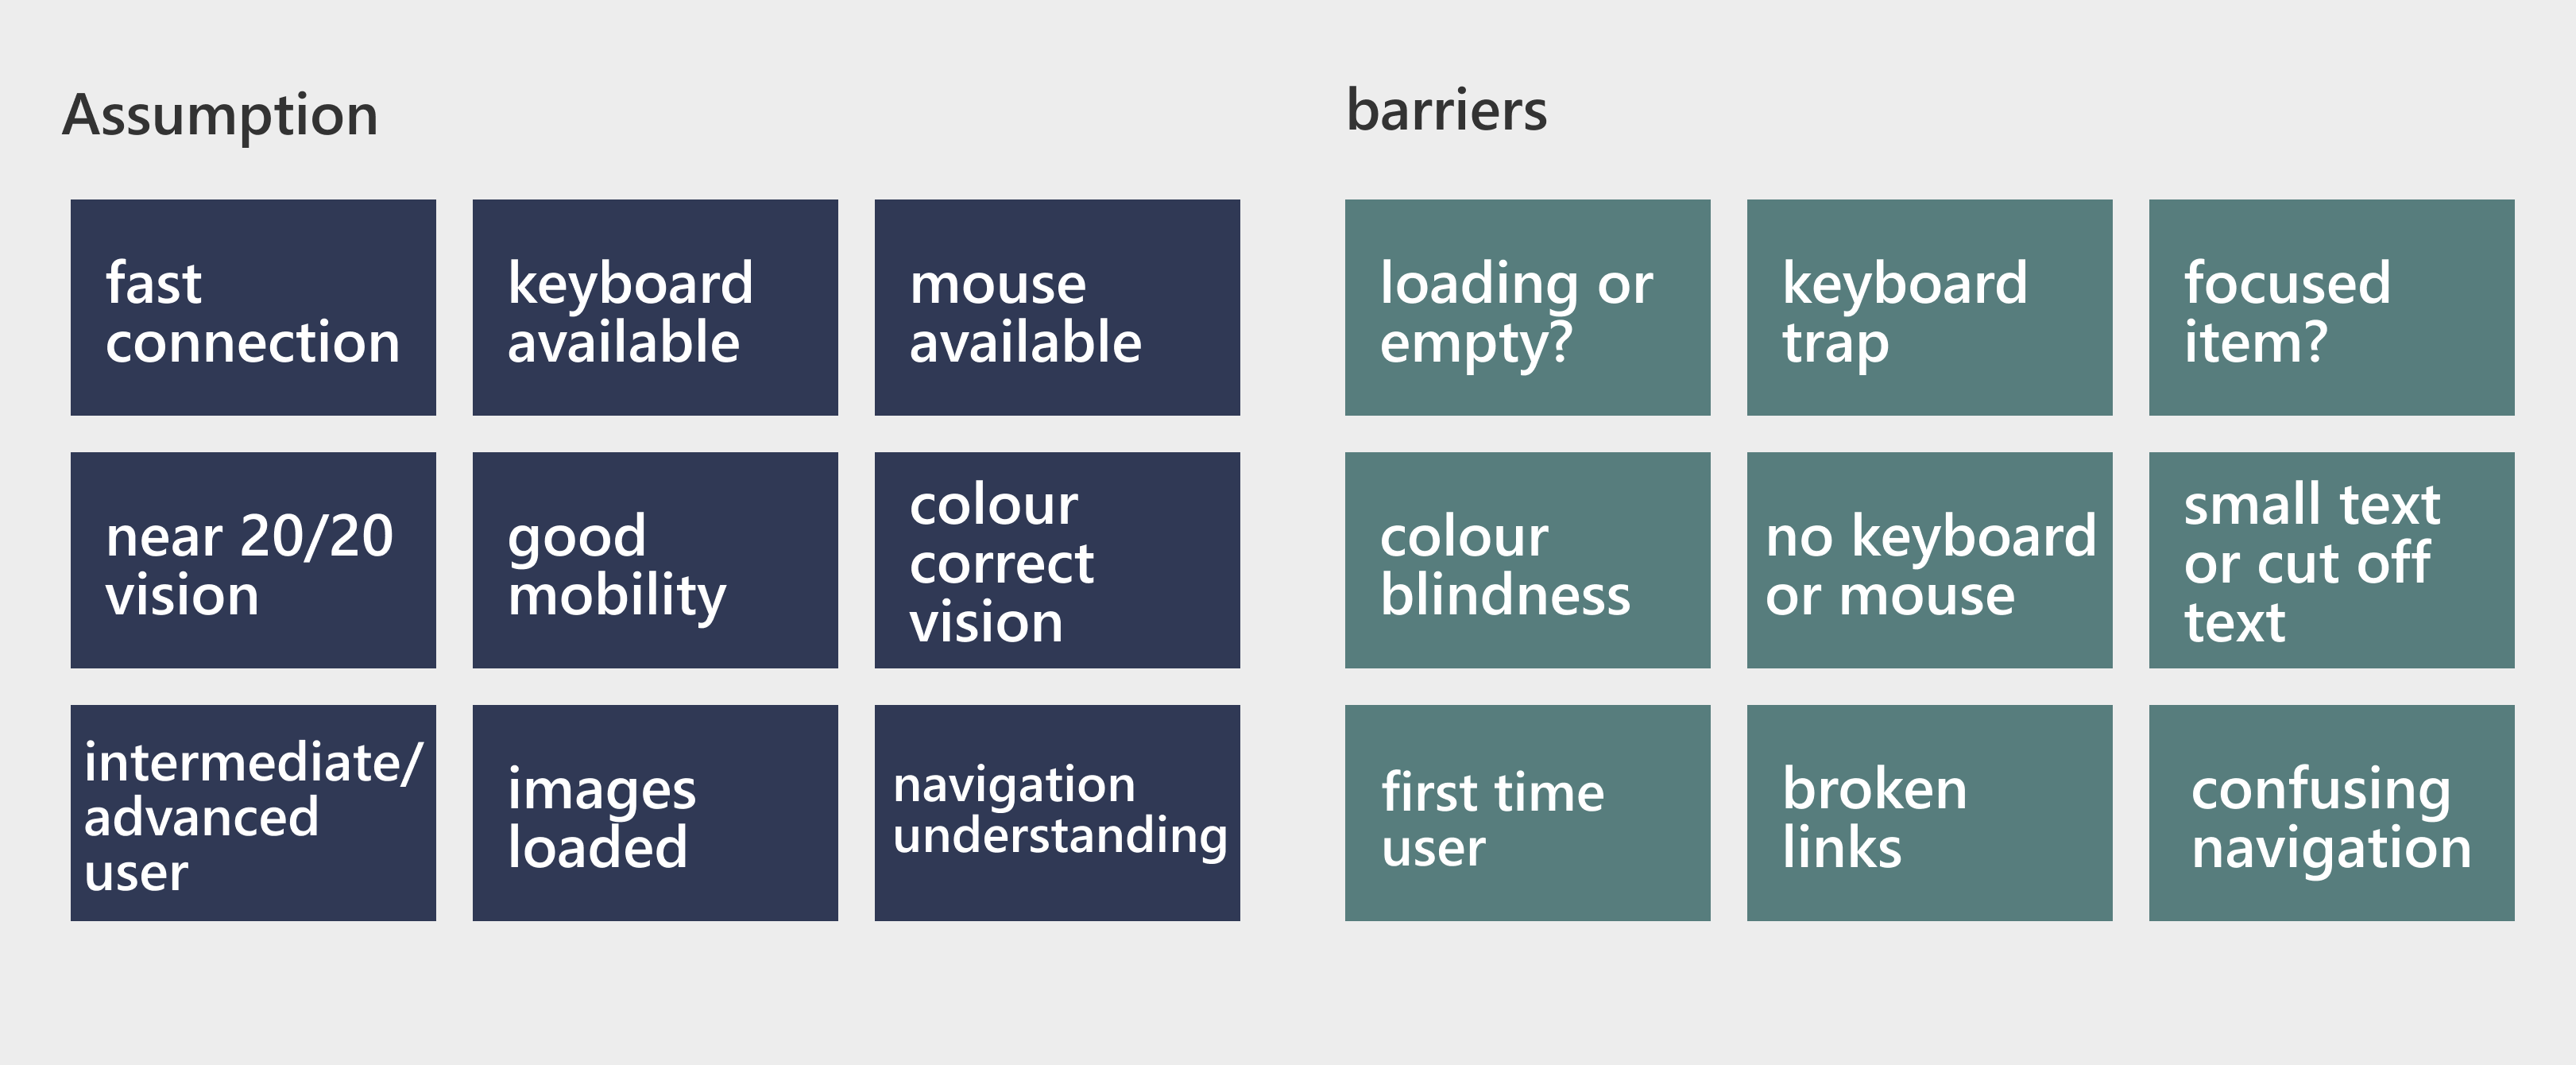 Assumption
fast
connection
keyboard
available
mouse
available
near 20/20
vision
good
mobility
colour
correct
vision
intermediate/
advanced
user
images
loaded
navigation
understanding
barriers
loading or
empty?
keyboard
trap
focused
item?
colour
blindness
no keyboard
or mouse
small text
or cut off
text
first time
user
broken
links
confusing
navigation